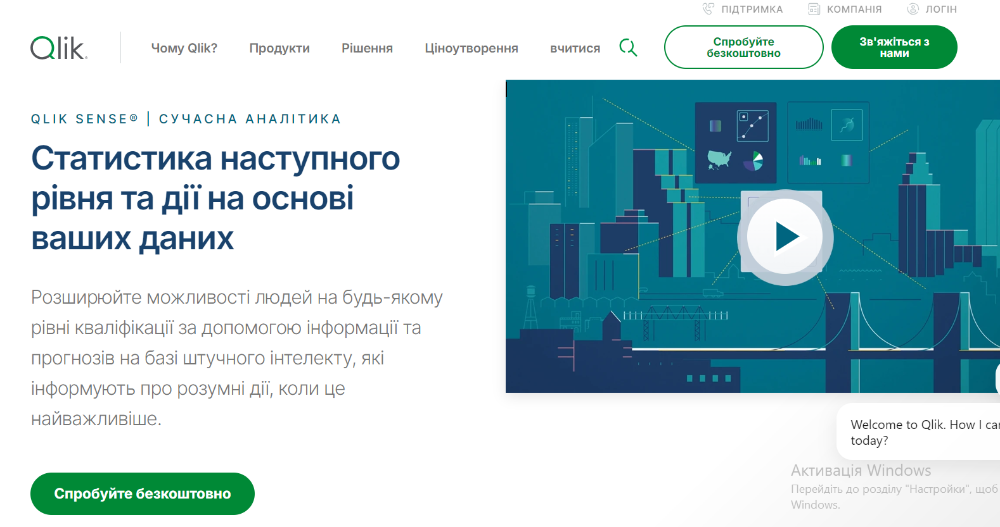 ПІДТРИМКА КОМПАНІЯ ЛОГІН
Qlik
Чому Qlik? Продукти Рішення Ціноутворення вчитися
Спробуйте
безкоштовно
Зв'яжіться з
нами
QLIK SENSE® | СУЧАСНА АНАЛІТИКА
Статистика наступного
рівня та дії на основі
ваших даних
Розширюйте можливості людей на будь-якому
рівні кваліфікації за допомогою інформації та
прогнозів на базі штучного інтелекту, які
інформують про розумні дії, коли це
найважливіше.
Спробуйте безкоштовно
Welcome to Qlik. How I can
today?
Активація Windows
Перейдіть до розділу "Настройки", щоб
Windows.